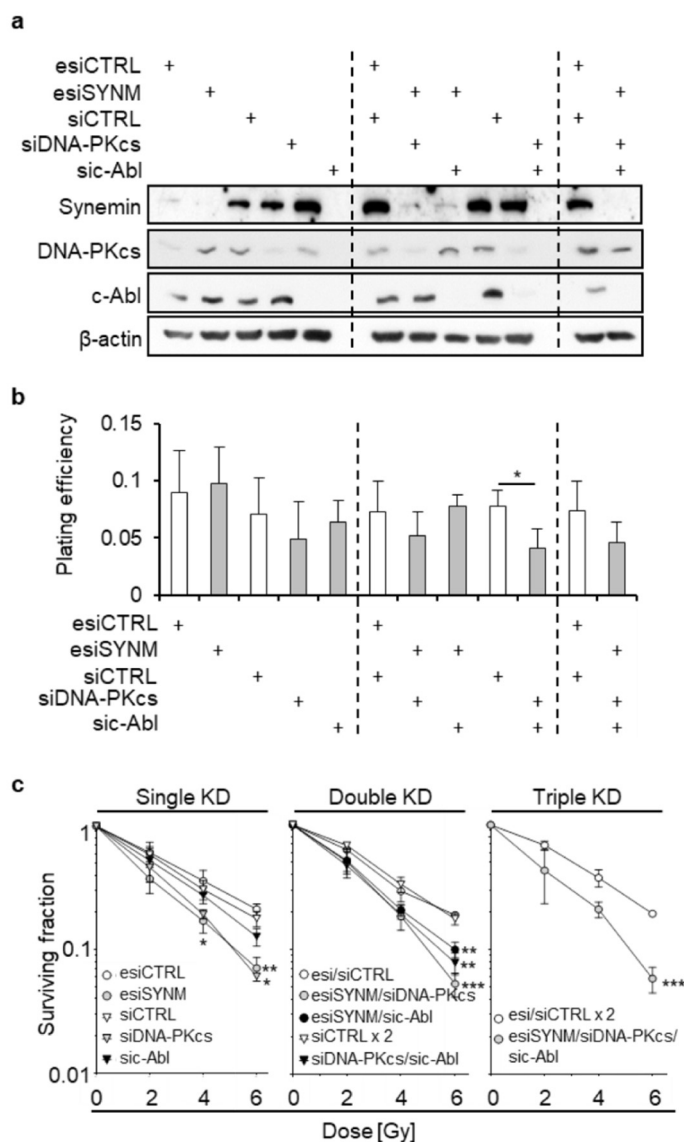 a
esiCTRL + + +
esiSYNM + + + +
siCTRL + + + +
siDNA-PKcs + + + +
sic-Abl + + + +
Synemin
DNA-PKcs
c-Abl
β-actin
b
Plating efficiency
0.15
0.1
0.05
0
*
esiCTRL + + +
esiSYNM + + + +
siCTRL + + + +
siDNA-PKcs + + + +
sic-Abl + + + +
c
Single KD Double KD Triple KD
Surviving fraction
1
0.1
0.01
*
**
*
esiCTRL
esiSYNM
siCTRL
siDNA-PKcs
sic-Abl
**
**
***
esi/siCTRL
esiSYNM/siDNA-PKcs
esiSYNM/sic-Abl
siCTRL x 2
siDNA-PKcs/sic-Abl
***
esi/siCTRL x 2
esiSYNM/siDNA-PKcs/
sic-Abl
0 2 4 6 0 2 4 6 0 2 4 6
Dose [Gy]